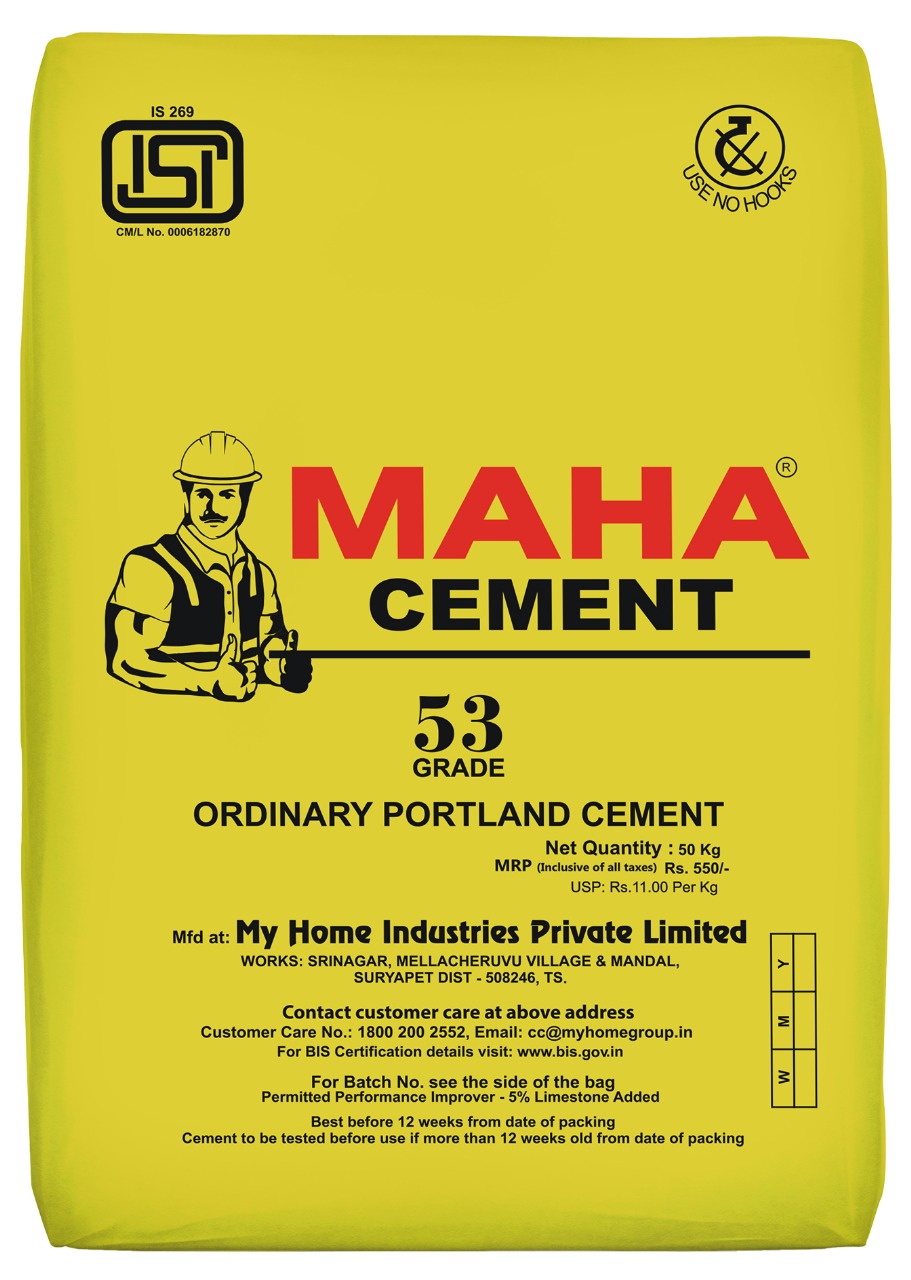 IS 269
ISI
CM/L No. 0006182870
USE NO HOOKS
MAHA®
CEMENT
53
GRADE
ORDINARY PORTLAND CEMENT
Net Quantity : 50 Kg
MRP (Inclusive of all taxes) Rs. 550/-
USP: Rs.11.00 Per Kg
Mfd at: My Home Industries Private Limited
WORKS: SRINAGAR, MELLACHERUVU VILLAGE & MANDAL,
SURYAPET DIST - 508246, TS.
Contact customer care at above address
Customer Care No.: 1800 200 2552, Email: cc@myhomegroup.in
For BIS Certification details visit: www.bis.gov.in
For Batch No. see the side of the bag
Permitted Performance Improver - 5% Limestone Added
Best before 12 weeks from date of packing
Cement to be tested before use if more than 12 weeks old from date of packing
Y
M
W